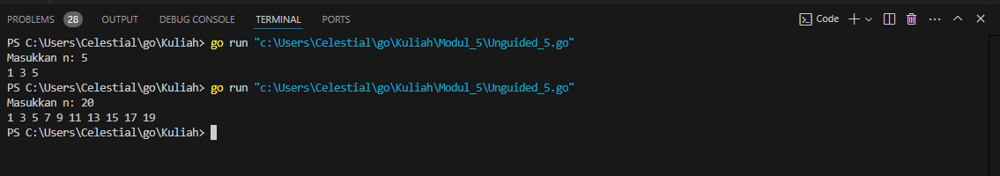 PROBLEMS 28 OUTPUT DEBUG CONSOLE TERMINAL PORTS Code
PS C:\Users\Celestial\go\Kuliah> go run "c:\Users\Celestial\go\Kuliah\Modul_5\Unguided_5.go"
Masukkan n: 5
1 3 5
PS C:\Users\Celestial\go\Kuliah> go run "c:\Users\Celestial\go\Kuliah\Modul_5\Unguided_5.go"
Masukkan n: 20
1 3 5 7 9 11 13 15 17 19
PS C:\Users\Celestial\go\Kuliah>